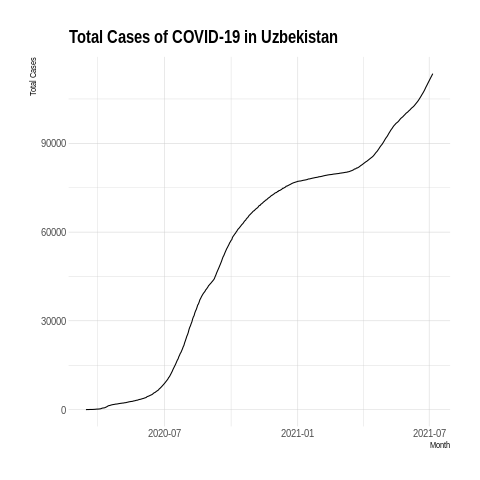 Total Cases of COVID-19 in Uzbekistan
Total Cases
90000
60000
30000
0
2020-07
2021-01
2021-07
Month